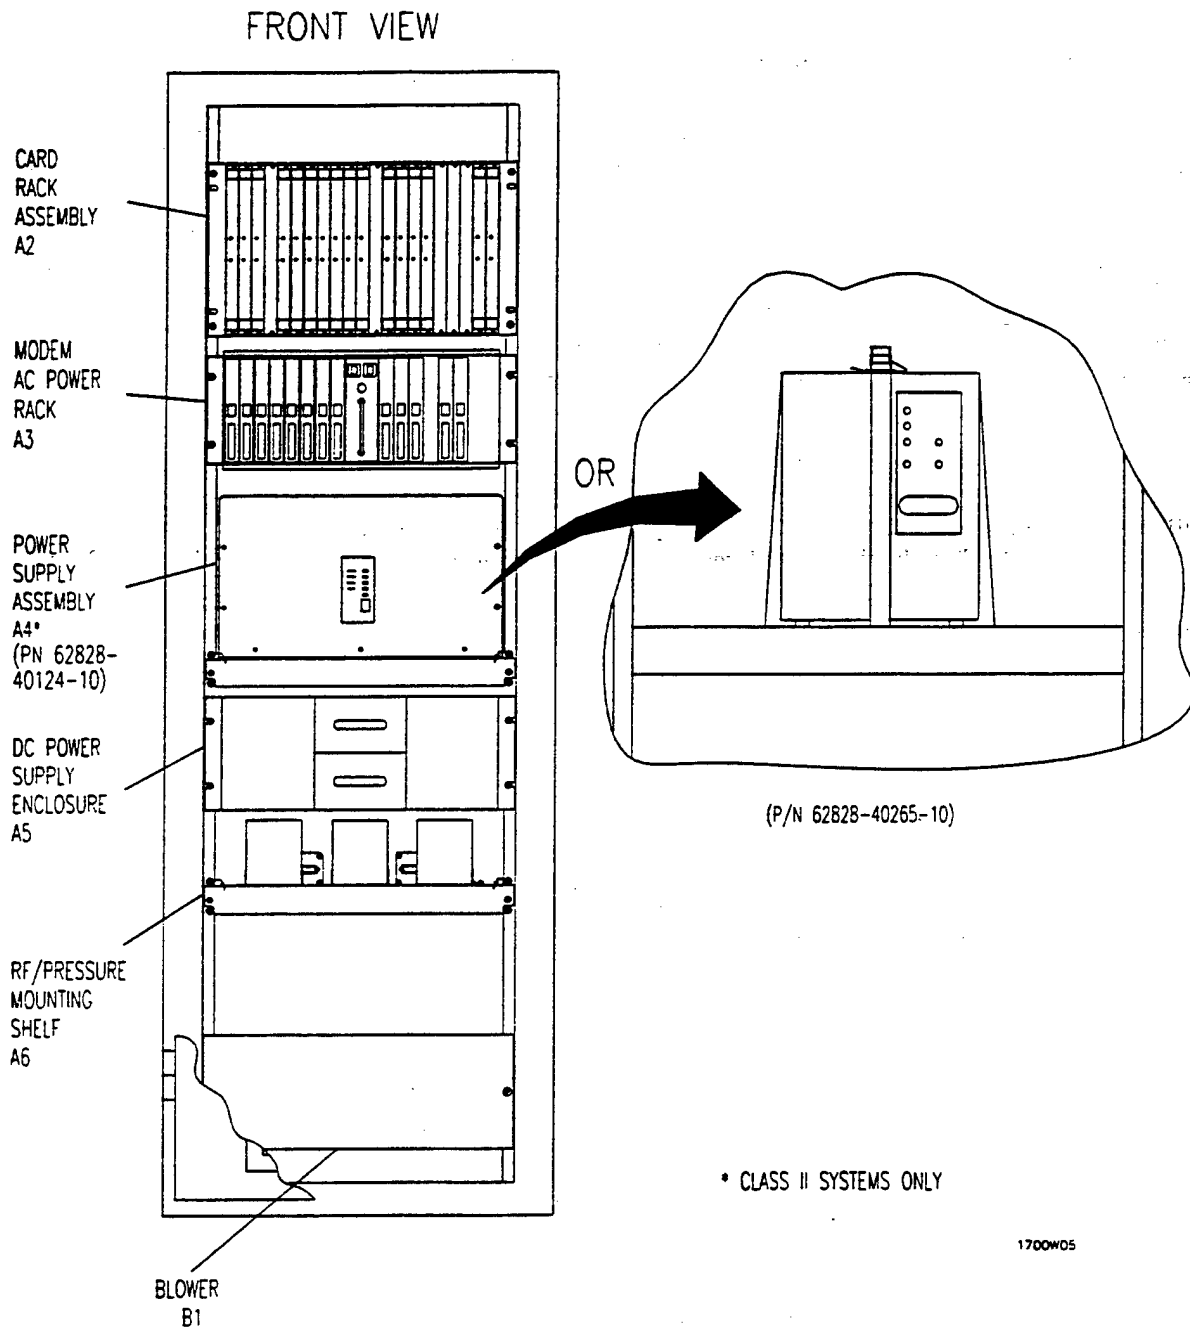 FRONT VIEW
CARD
RACK
ASSEMBLY
A2
MODEM
AC POWER
RACK
A3
POWER
SUPPLY
ASSEMBLY
A4*
(PN 62828-
40124-10)
DC POWER
SUPPLY
ENCLOSURE
A5
RF/PRESSURE
MOUNTING
SHELF
A6
BLOWER
B1
OR
(P/N 62828-40265-10)
* CLASS II SYSTEMS ONLY
1700W05